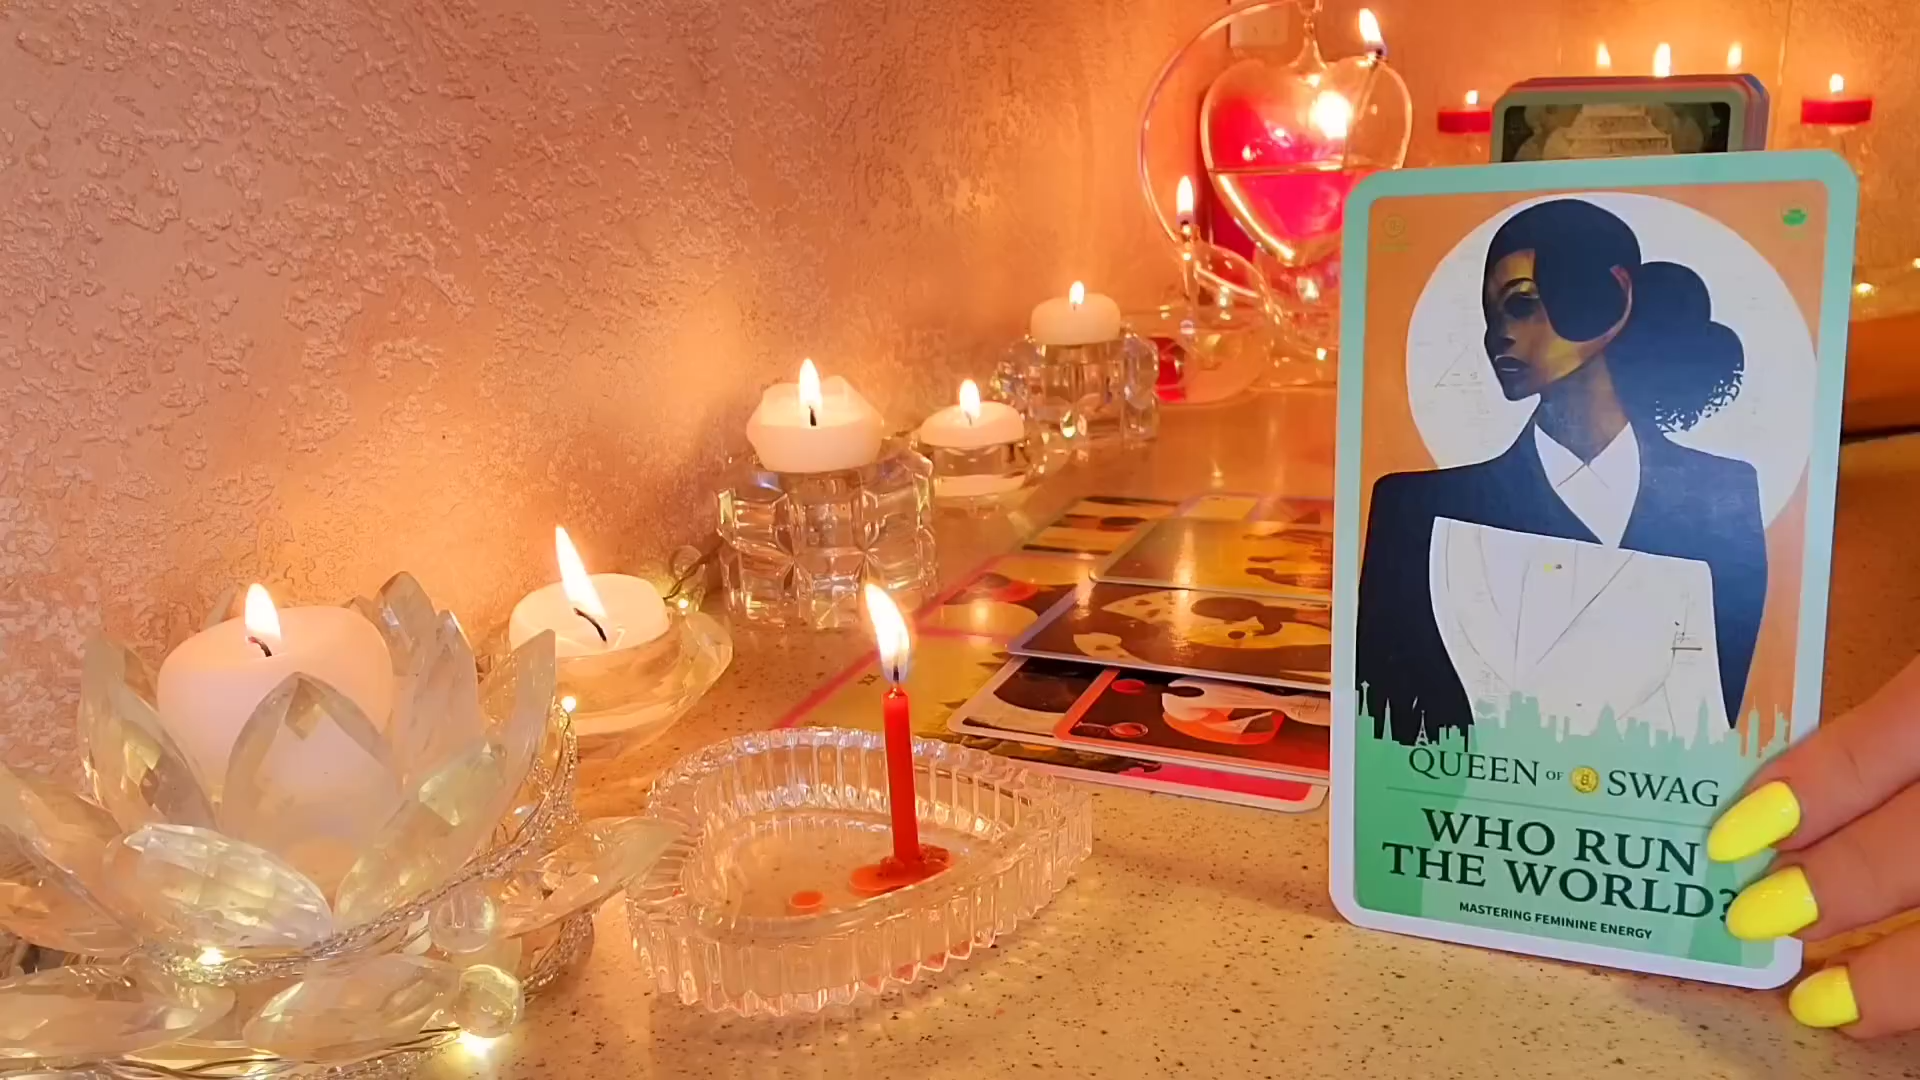 QUEEN OF SWAG
WHO RUN
THE WORLD?
MASTERING FEMININE ENERGY